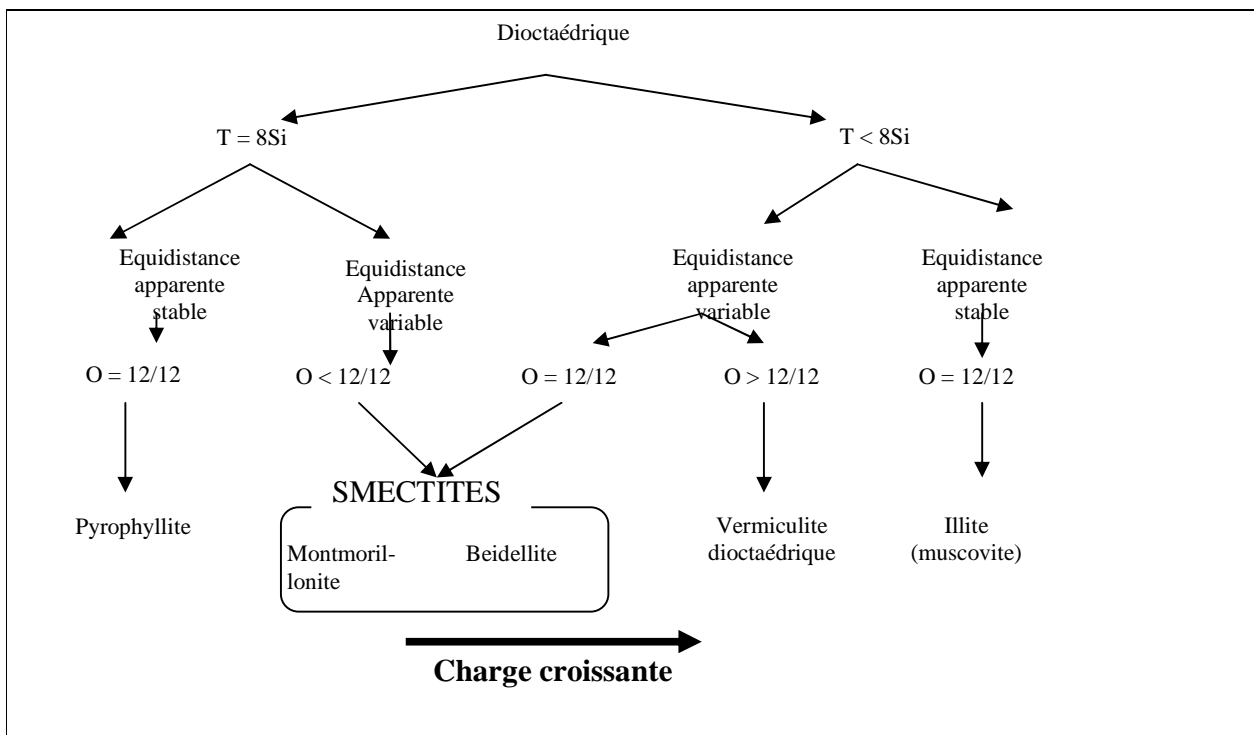 Dioctaédrique
T = 8Si
T < 8Si
Equidistance
apparente
stable
Equidistance
Apparente
variable
Equidistance
apparente
variable
Equidistance
apparente
stable
O = 12/12
O < 12/12
O = 12/12
O > 12/12
O = 12/12
SMECTITES
Pyrophyllite
Montmoril-
lonite
Beidellite
Vermiculite
dioctaédrique
Illite
(muscovite)
Charge croissante